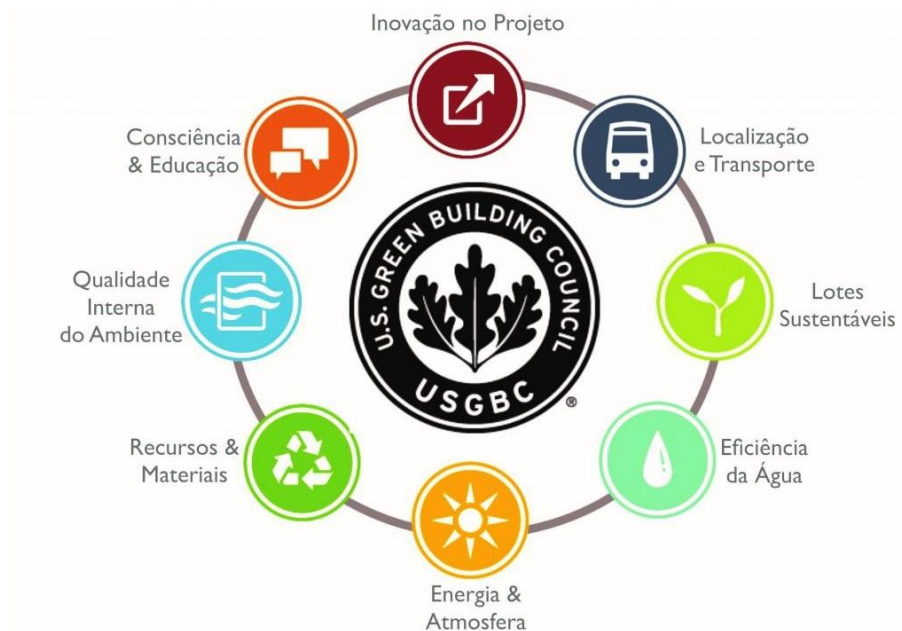 Inovação no Projeto
Localização
e Transporte
Lotes
Sustentáveis
Eficiência
da Água
Energia &
Atmosfera
Recursos &
Materiais
Qualidade
Interna
do Ambiente
Consciência
& Educação
U.S. GREEN BUILDING COUNCIL
USGBC
®